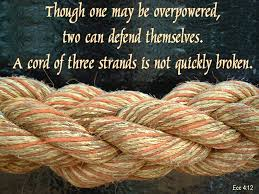 Though one may be overpowered,
two can defend themselves.
A cord of three strands is not quickly broken.
Ecc 4:12